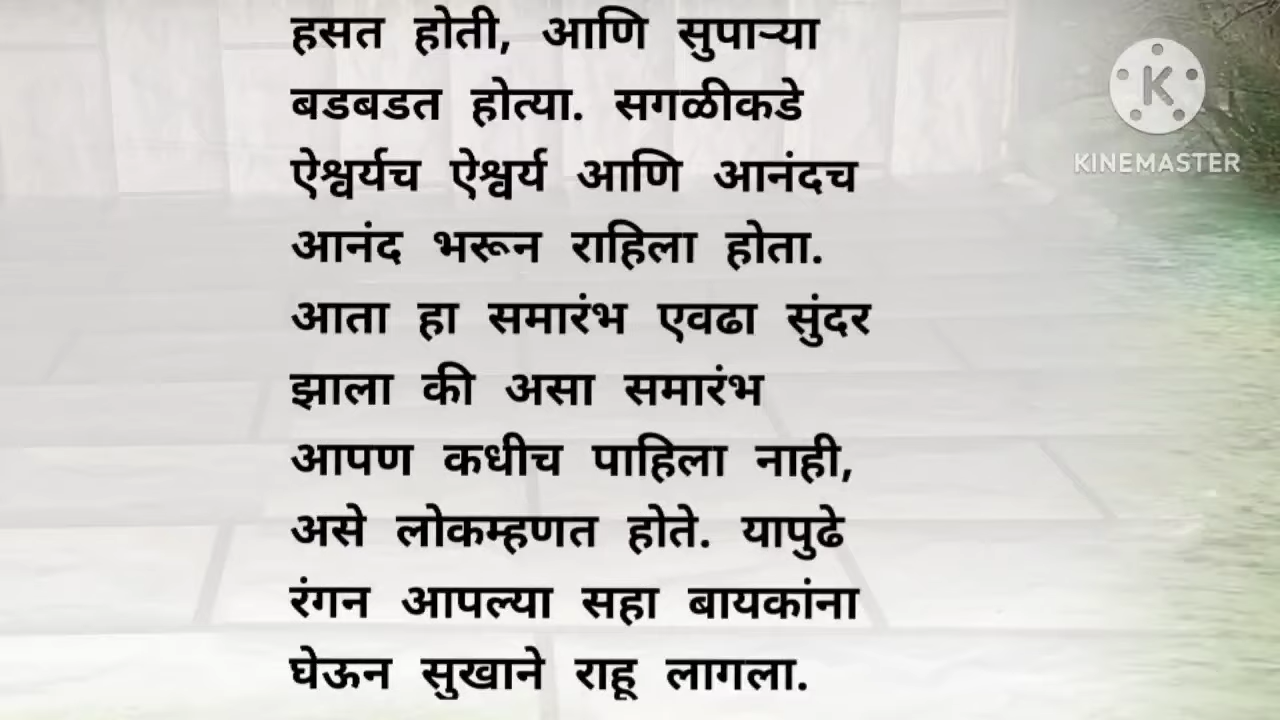 हसत होती, आणि सुपाऱ्या
बडबडत होत्या. सगळीकडे
ऐश्वर्यच ऐश्वर्य आणि आनंदच
आनंद भरून राहिला होता.
आता हा समारंभ एवढा सुंदर
झाला की असा समारंभ
आपण कधीच पाहिला नाही,
असे लोकम्हणत होते. यापुढे
रंगन आपल्या सहा बायकांना
घेऊन सुखाने राहू लागला.
K
KINEMASTER